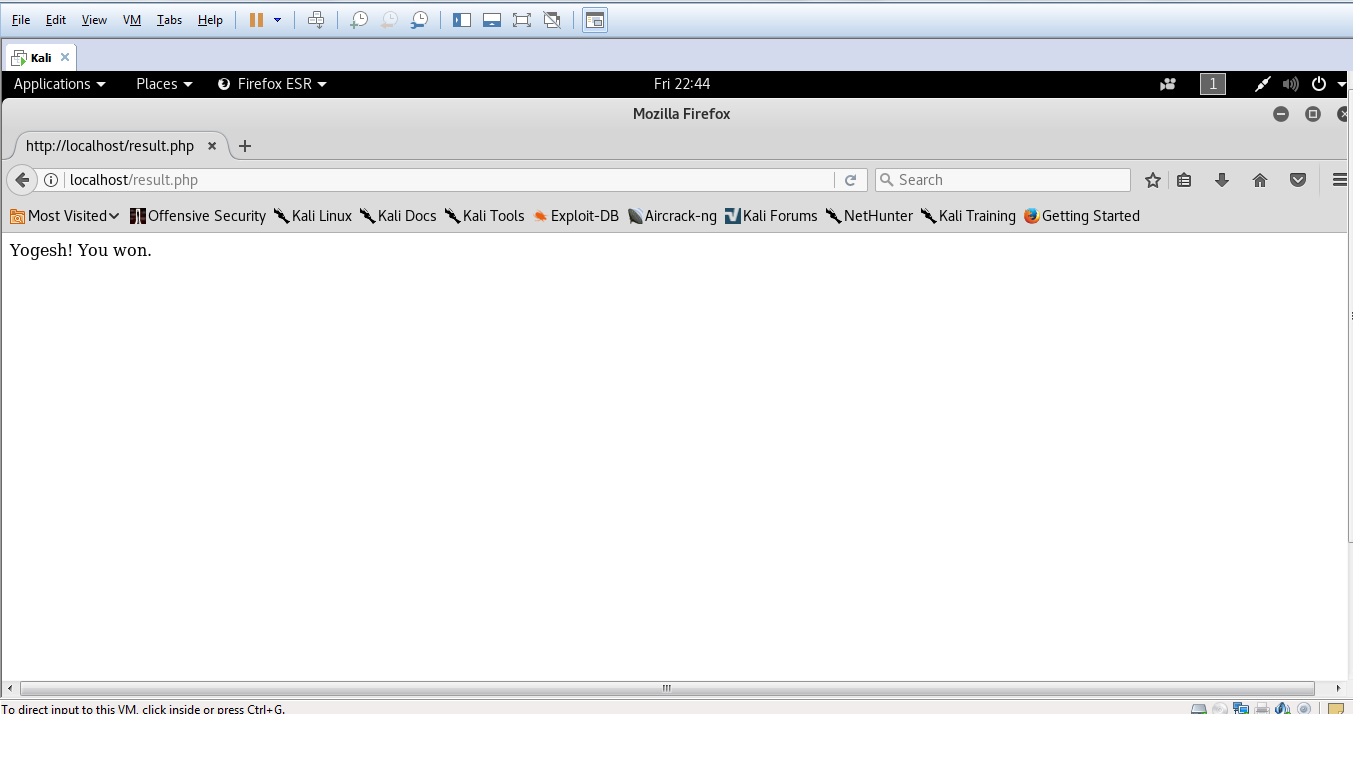 File Edit View VM Tabs Help
Kali
Applications Places Firefox ESR Fri 22:44 1
Mozilla Firefox
http://localhost/result.php
localhost/result.php Search
Most Visited Offensive Security Kali Linux Kali Docs Kali Tools Exploit-DB Aircrack-ng Kali Forums NetHunter Kali Training Getting Started
Yogesh! You won.
To direct input to this VM, click inside or press Ctrl+G.